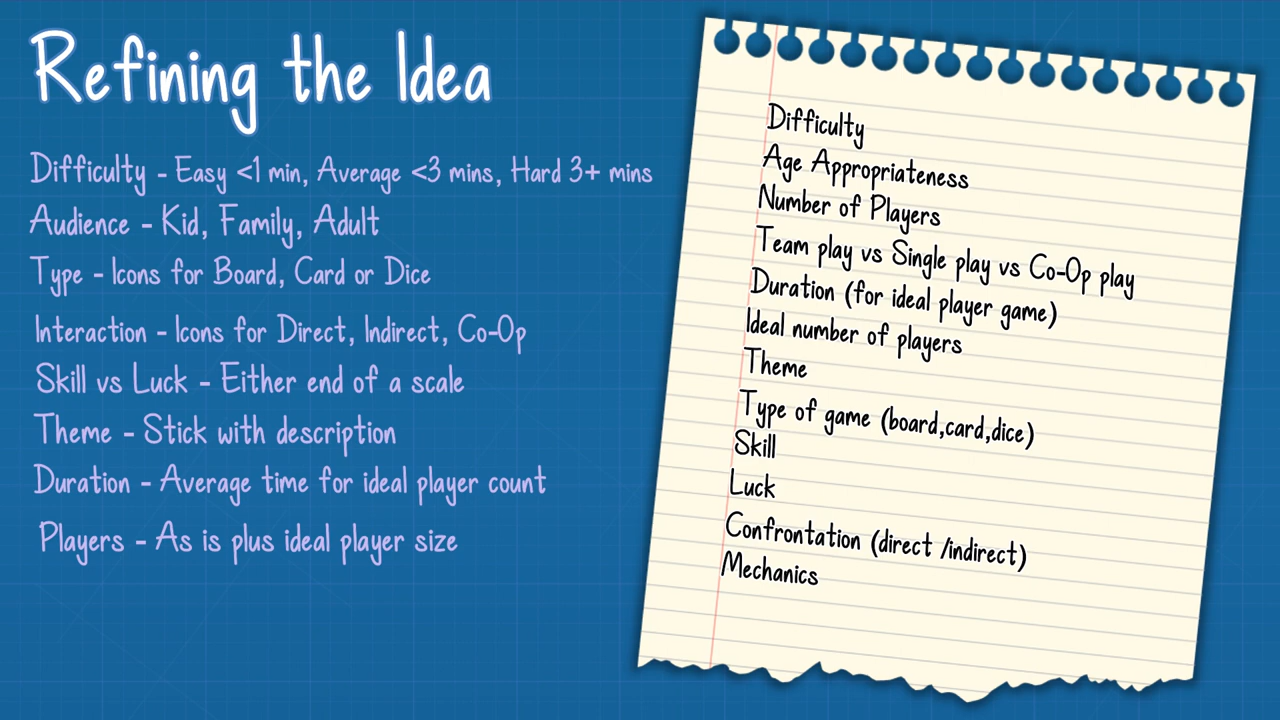 Refining the Idea
Difficulty - Easy <1 min, Average <3 mins, Hard 3+ mins
Audience - Kid, Family, Adult
Type - Icons for Board, Card or Dice
Interaction - Icons for Direct, Indirect, Co-Op
Skill vs Luck - Either end of a scale
Theme - Stick with description
Duration - Average time for ideal player count
Players - As is plus ideal player size
Difficulty
Age Appropriateness
Number of Players
Team play vs Single play vs Co-Op play
Duration (for ideal player game)
Ideal number of players
Theme
Type of game (board,card,dice)
Skill
Luck
Confrontation (direct /indirect)
Mechanics